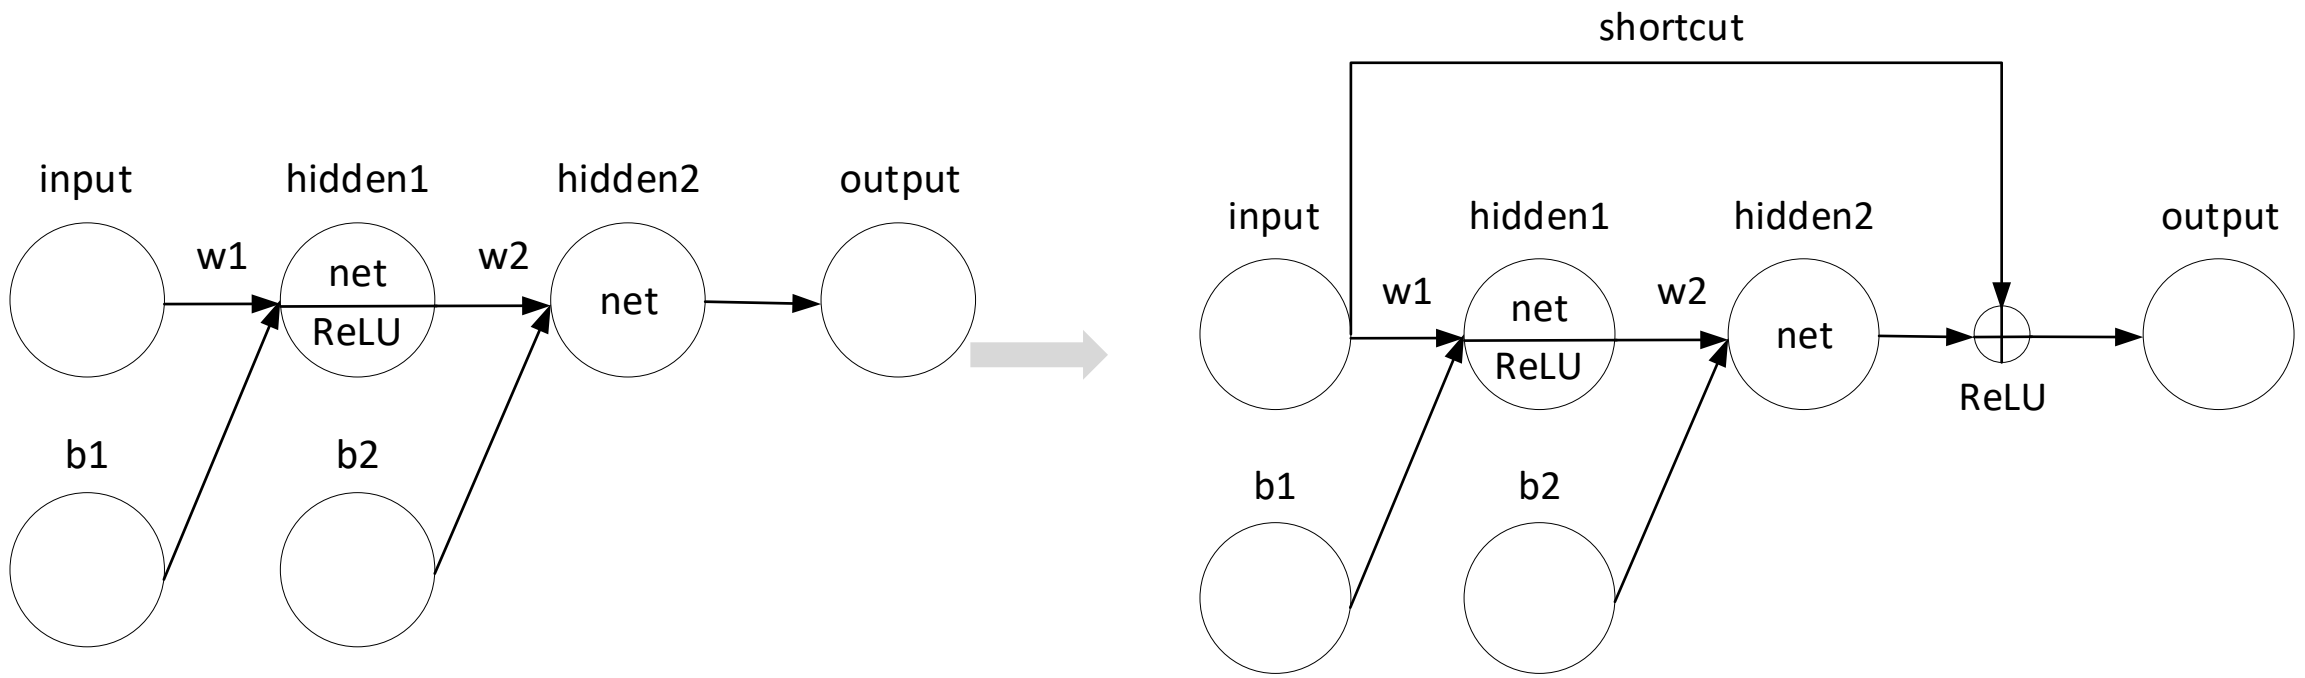 shortcut
input
hidden1
hidden2
output
w1
net
ReLU
w2
net
b1
b2
input
hidden1
hidden2
output
w1
net
ReLU
w2
net
ReLU
b1
b2